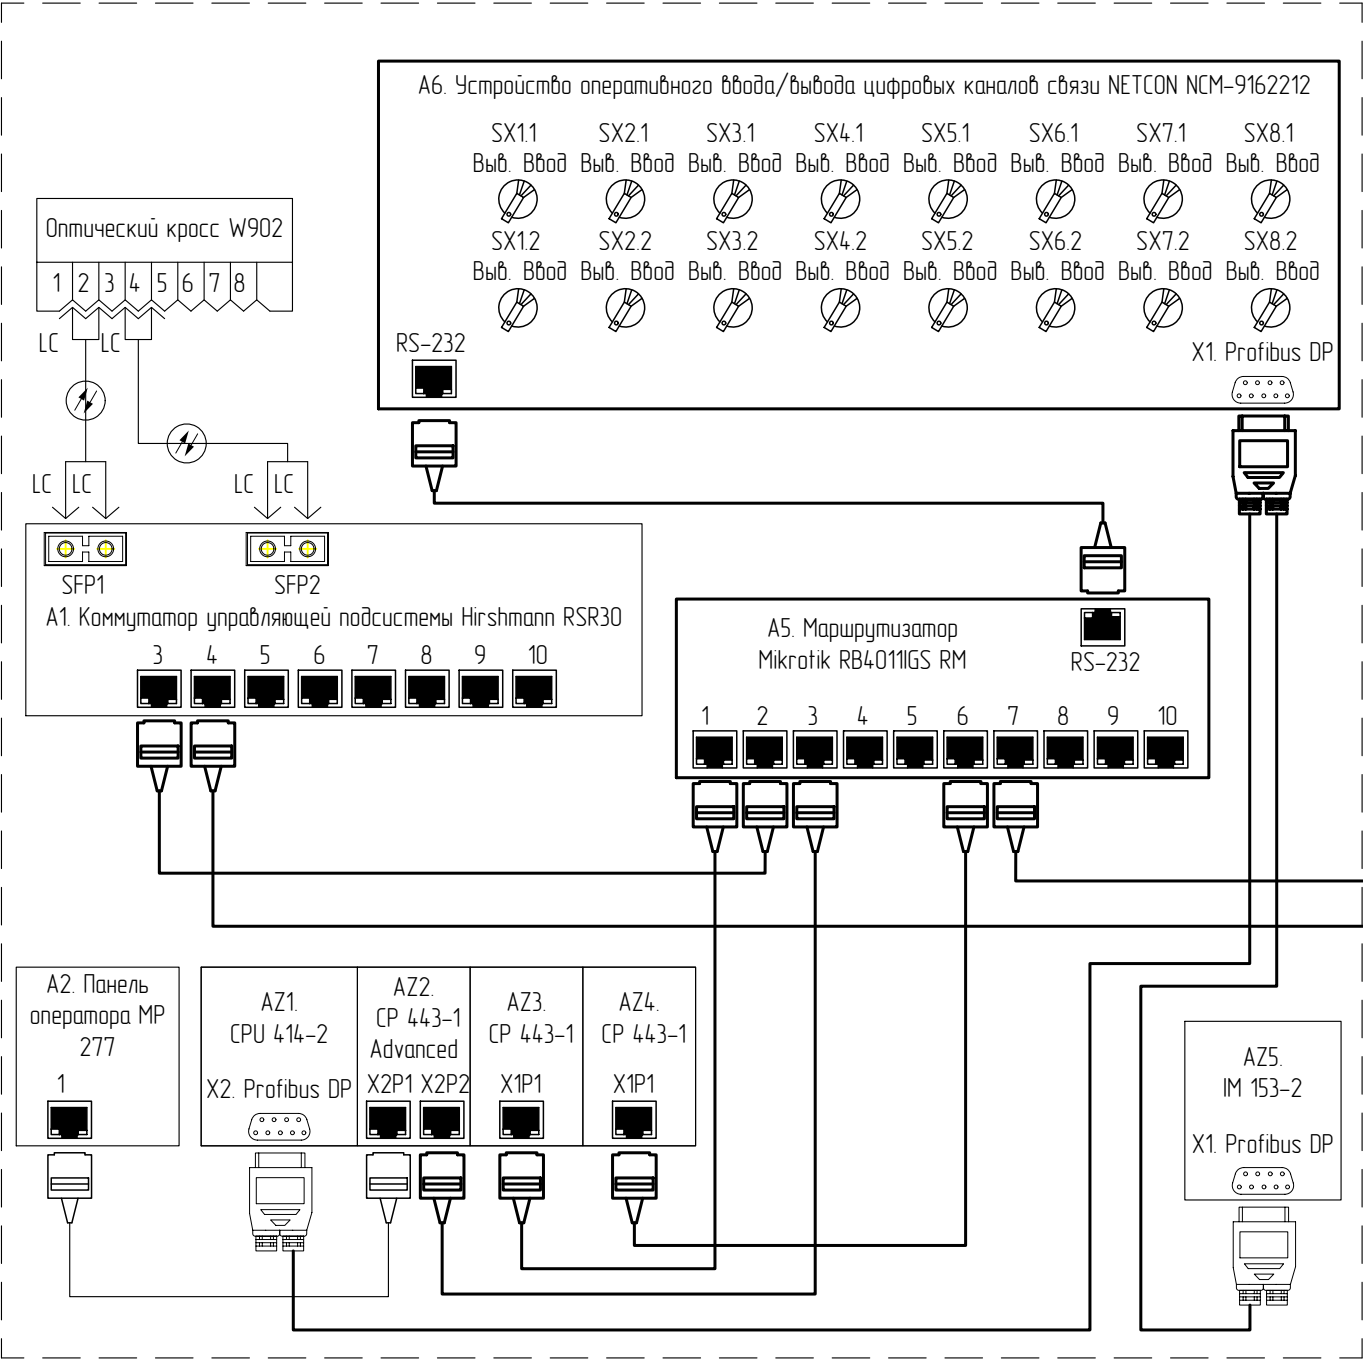 А6. Устройство оперативного ввода/вывода цифровых каналов связи NETCON NCM-9162212
SX1.1 SX2.1 SX3.1 SX4.1 SX5.1 SX6.1 SX7.1 SX8.1
Выв. Ввод Выв. Ввод Выв. Ввод Выв. Ввод Выв. Ввод Выв. Ввод Выв. Ввод Выв. Ввод
SX1.2 SX2.2 SX3.2 SX4.2 SX5.2 SX6.2 SX7.2 SX8.2
Выв. Ввод Выв. Ввод Выв. Ввод Выв. Ввод Выв. Ввод Выв. Ввод Выв. Ввод Выв. Ввод
RS-232
X1. Profibus DP
Оптический кросс W902
1 2 3 4 5 6 7 8
LC LC
LC LC LC LC
SFP1 SFP2
А1. Коммутатор управляющей подсистемы Hirshmann RSR30
3 4 5 6 7 8 9 10
А5. Маршрутизатор
Mikrotik RB4011IGS RM
RS-232
1 2 3 4 5 6 7 8 9 10
А2. Панель
оператора MP
277
1
AZ1.
CPU 414-2
X2. Profibus DP
AZ2.
CP 443-1
Advanced
X2P1 X2P2
AZ3.
CP 443-1
X1P1
AZ4.
CP 443-1
X1P1
AZ5.
IM 153-2
X1. Profibus DP